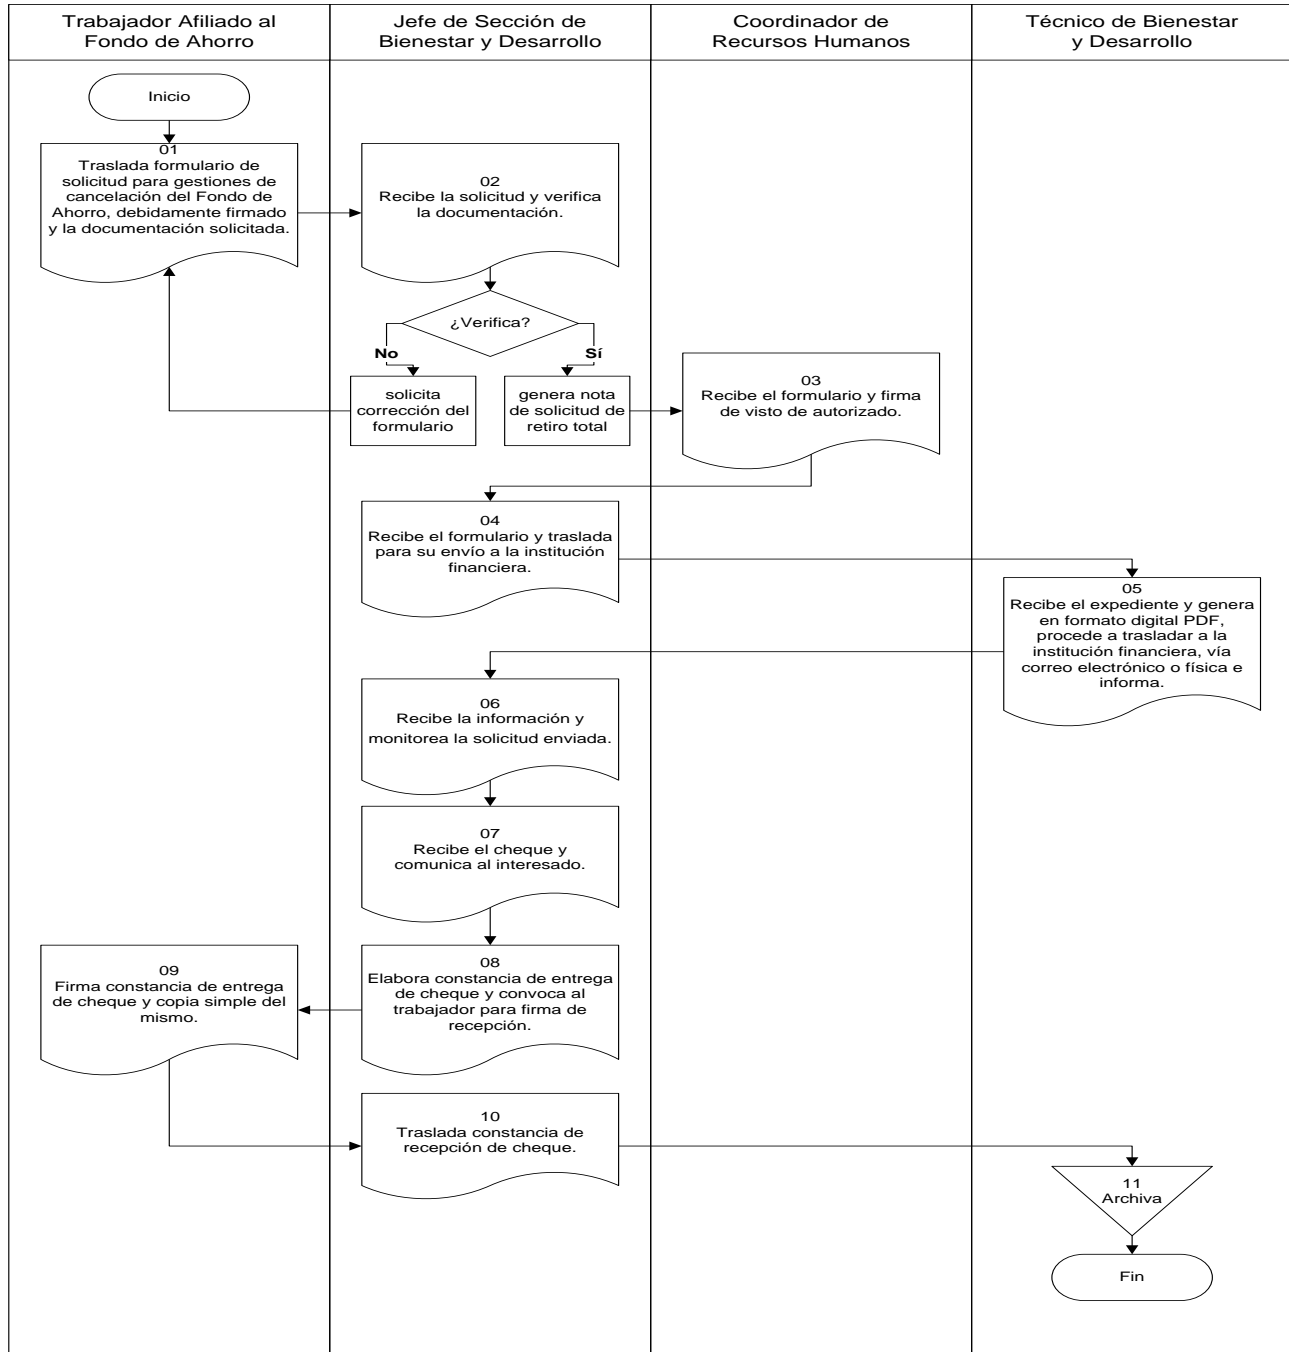 Trabajador Afiliado al
Fondo de Ahorro
Jefe de Sección de
Bienestar y Desarrollo
Coordinador de
Recursos Humanos
Técnico de Bienestar
y Desarrollo
Inicio
01
Traslada formulario de
solicitud para gestiones de
cancelación del Fondo de
Ahorro, debidamente firmado
y la documentación solicitada.
02
Recibe la solicitud y verifica
la documentación.
¿Verifica?
No
Sí
solicita
corrección del
formulario
genera nota
de solicitud de
retiro total
03
Recibe el formulario y firma
de visto de autorizado.
04
Recibe el formulario y traslada
para su envío a la institución
financiera.
05
Recibe el expediente y genera
en formato digital PDF,
procede a trasladar a la
institución financiera, vía
correo electrónico o física e
informa.
06
Recibe la información y
monitorea la solicitud enviada.
07
Recibe el cheque y
comunica al interesado.
08
Elabora constancia de entrega
de cheque y convoca al
trabajador para firma de
recepción.
09
Firma constancia de entrega
de cheque y copia simple del
mismo.
10
Traslada constancia de
recepción de cheque.
11
Archiva
Fin